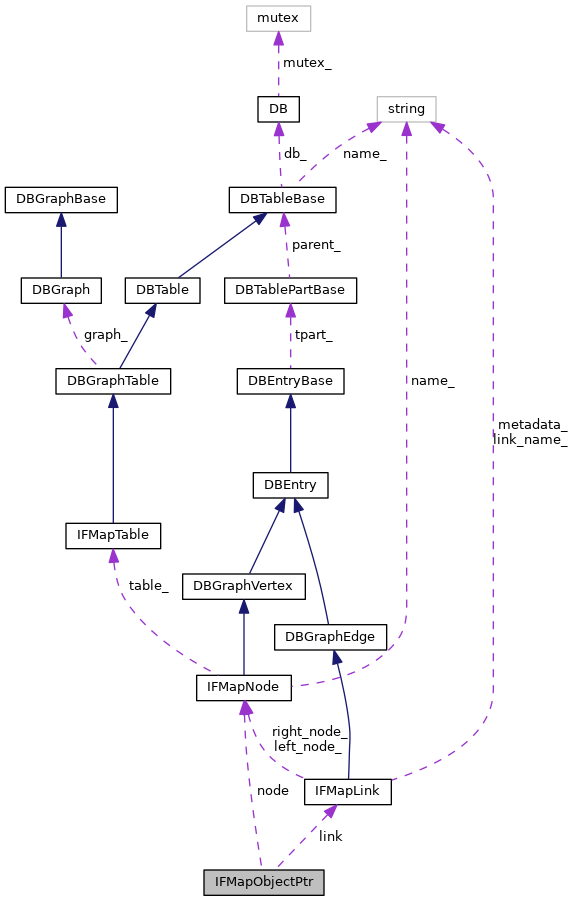 mutex
mutex_
DB
string
db_
name_
DBGraphBase
DBTableBase
parent_
DBGraph
DBTable
DBTablePartBase
graph_
tpart_
DBGraphTable
DBEntryBase
name_
metadata_
link_name_
DBEntry
IFMapTable
table_
DBGraphVertex
DBGraphEdge
IFMapNode
right_node_
left_node_
node
IFMapLink
link
IFMapObjectPtr